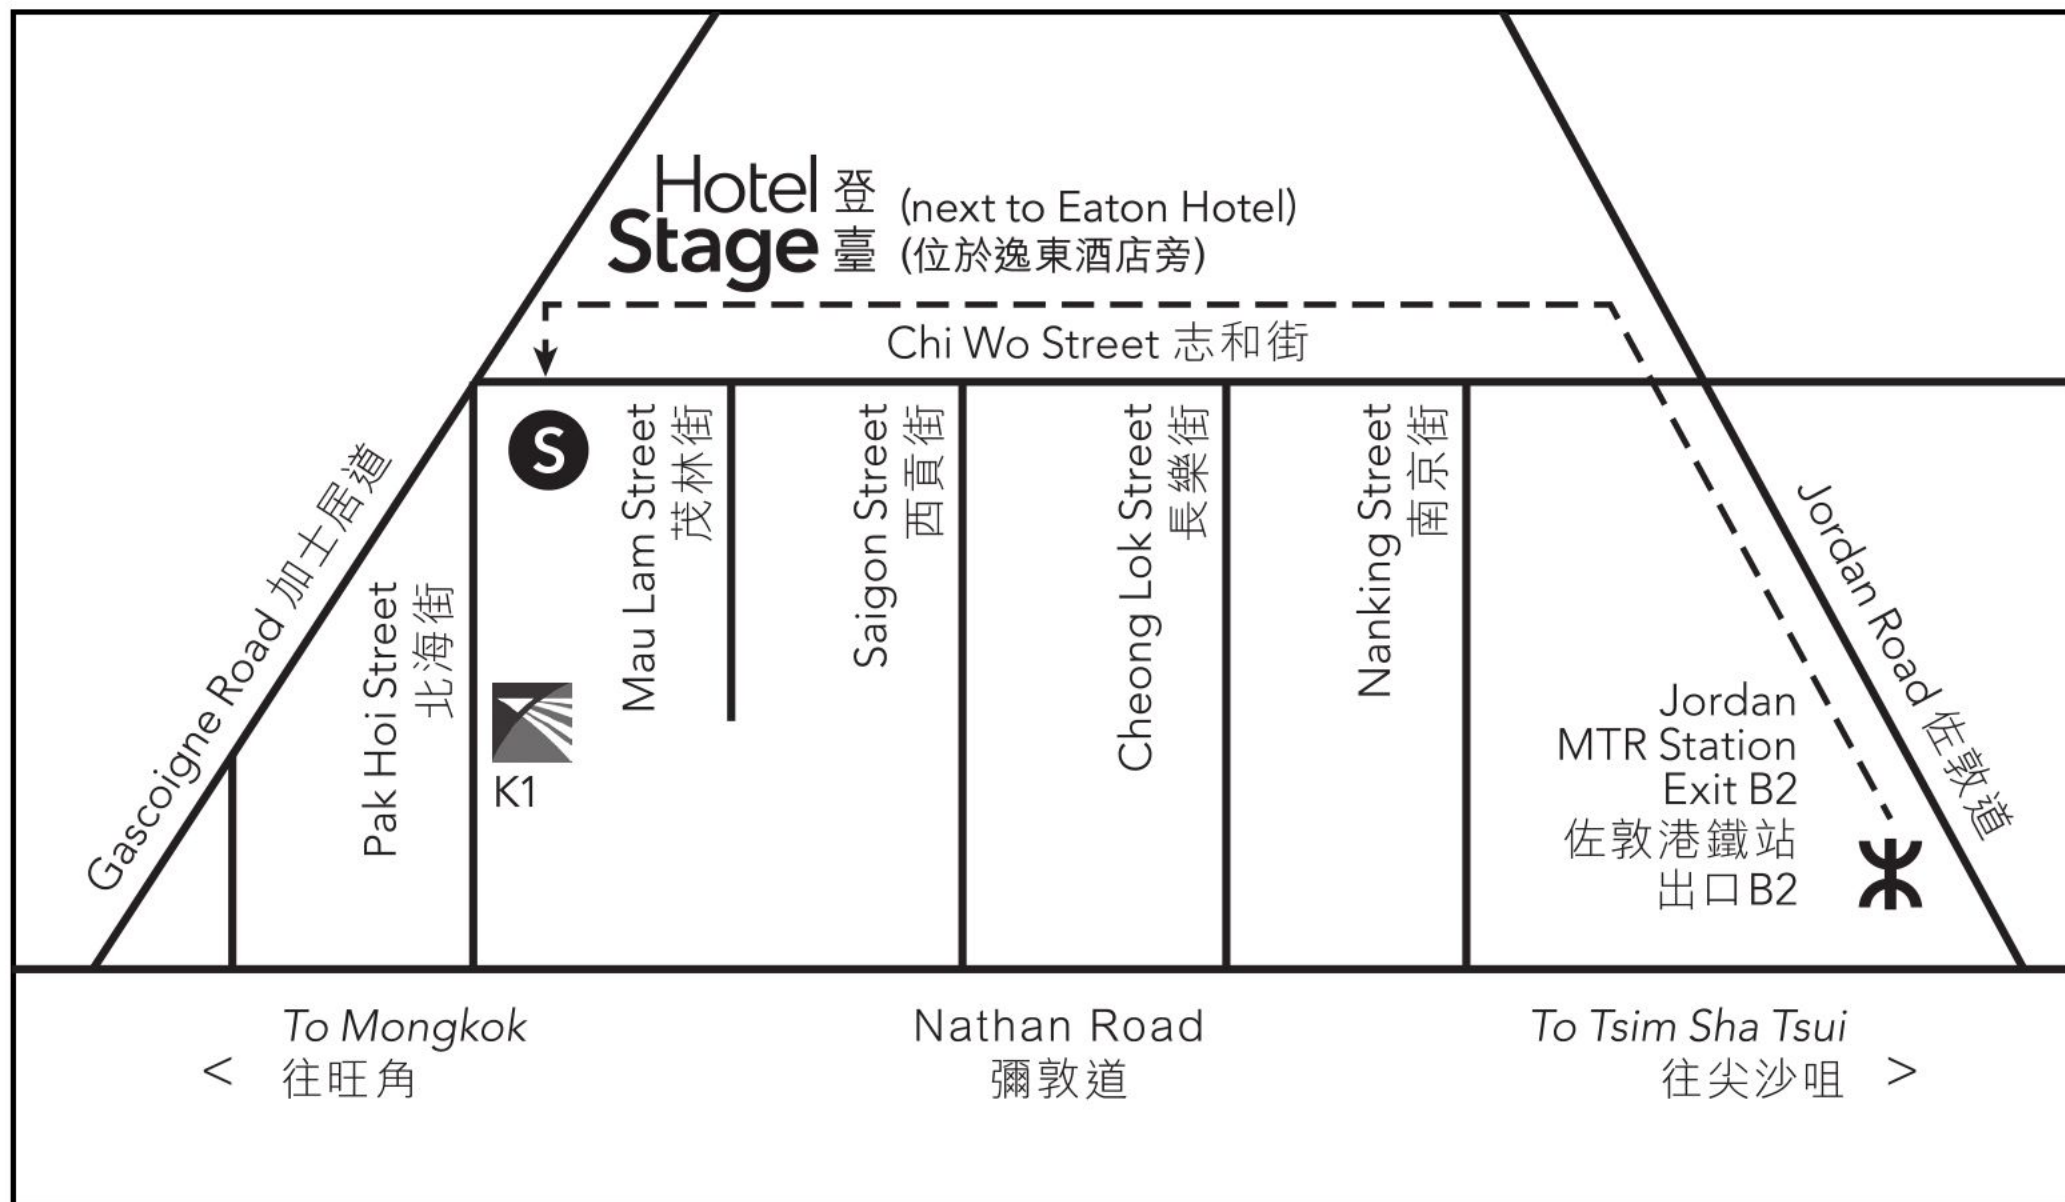 Hotel 登
Stage 臺
(next to Eaton Hotel)
(位於逸東酒店旁)
Chi Wo Street 志和街
S
Gascoigne Road 加士居道
Pak Hoi Street
北海街
K1
Mau Lam Street
茂林街
Saigon Street
西貢街
Cheong Lok Street
長樂街
Nanking Street
南京街
Jordan Road 佐敦道
Jordan
MTR Station
Exit B2
佐敦港鐵站
出口B2
To Mongkok
< 往旺角
Nathan Road
彌敦道
To Tsim Sha Tsui
往尖沙咀 >